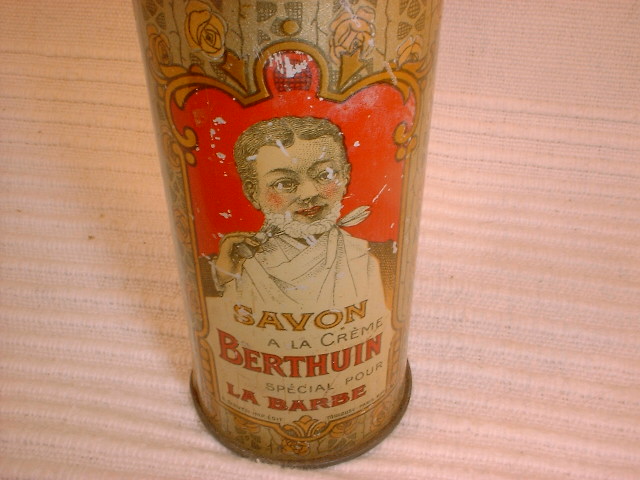 SAVON
A LA CRÈME
BERTHUIN
SPÉCIAL POUR
LA BARBE